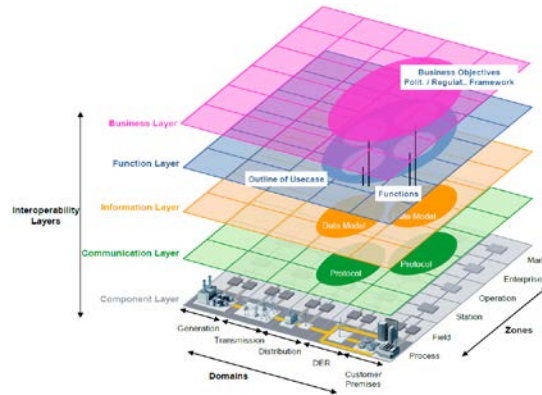 Business Objectives
Polit. / Regulat.. Framework
Business Layer
Function Layer
Outline of Usecase
Functions
Interoperability
Layers
Information Layer
Data Model
Data Model
Communication Layer
Protocol
Protocol
Component Layer
Mark
Enterprise
Operation
Station
Field
Process
Zones
Generation
Transmission
Distribution
DER
Customer
Premises
Domains